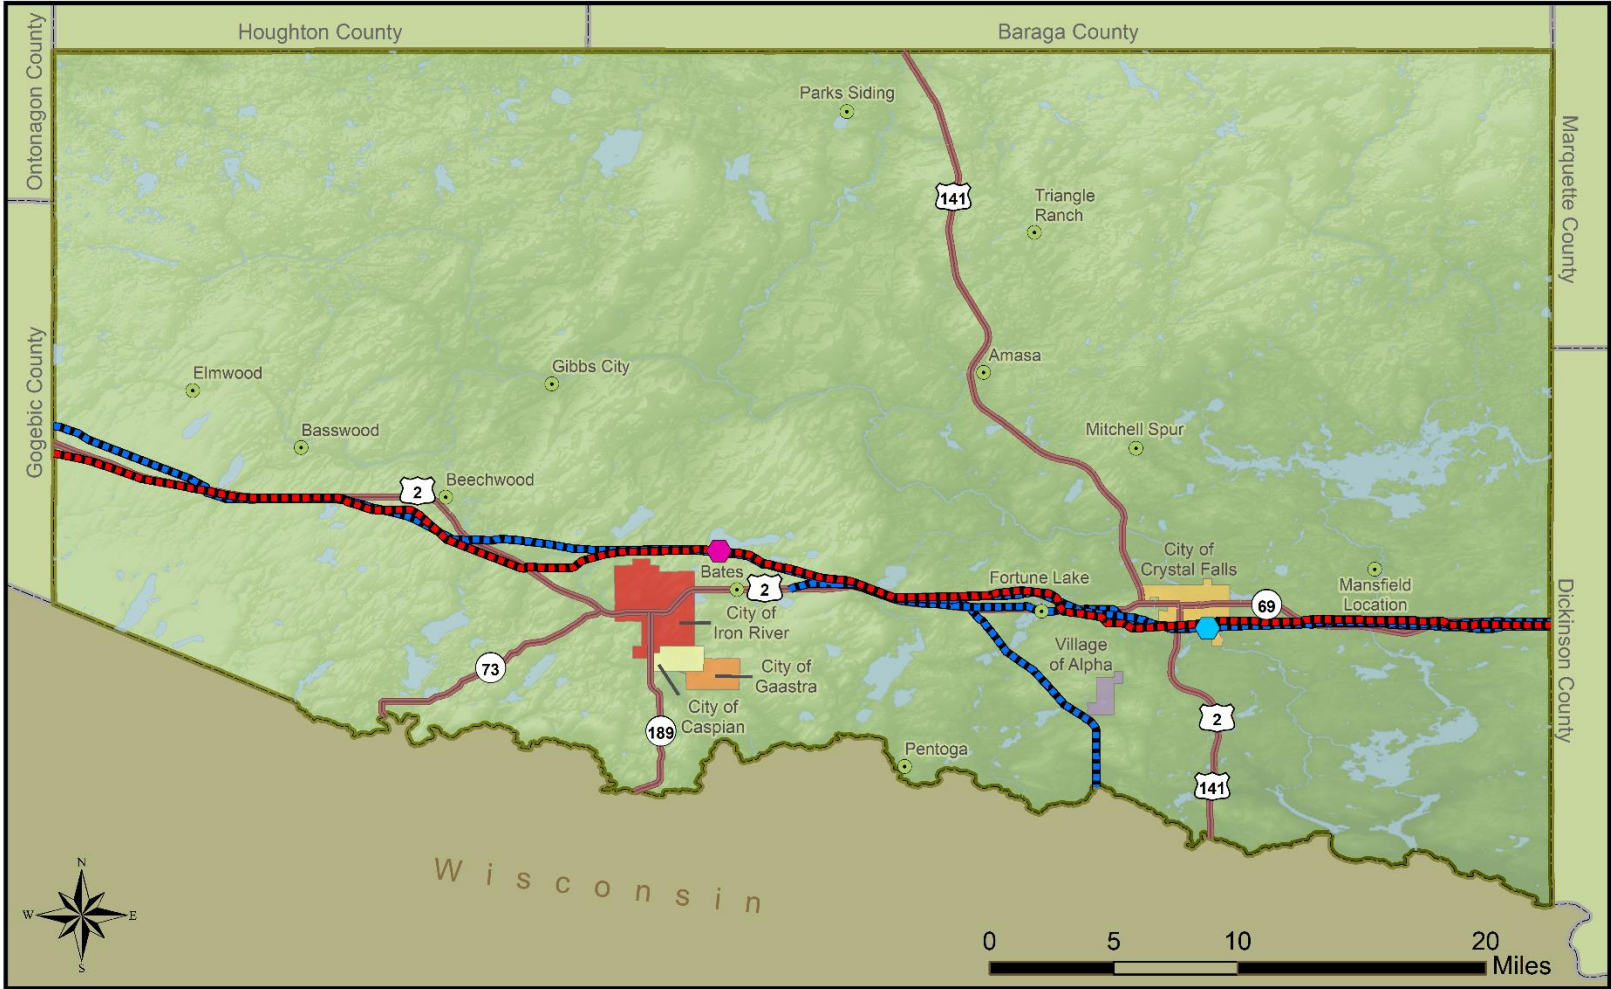 Houghton County
Baraga County
Ontonagon County
Gogebic County
Marquette County
Dickinson County
Parks Siding
141
Triangle
Ranch
Amasa
Gibbs City
Elmwood
Basswood
Mitchell Spur
Beechwood
2
City of
Crystal Falls
Bates
2
Fortune Lake
Mansfield
Location
69
City of
Iron River
Village
of Alpha
73
City of
Gaastra
City of
Caspian
189
2
Pentoga
141
Wisconsin
N
W
E
S
0 5 10 20
Miles